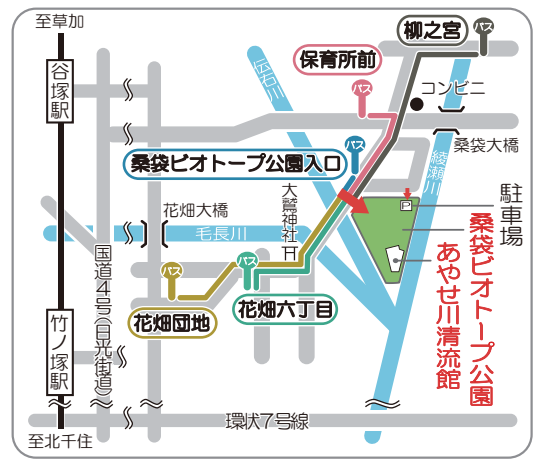 至草加
バス
柳之宮
保育所前
伝右川
バス
コンビニ
谷塚駅
バス
桑袋大橋
桑袋ビオトープ公園入口
綾瀬川
大鷲神社
P
駐車場
花畑大橋
毛長川
桑袋ビオトープ公園
あやせ川清流館
国道4号(日光街道)
バス
バス
花畑六丁目
花畑団地
竹ノ塚駅
環状7号線
至北千住